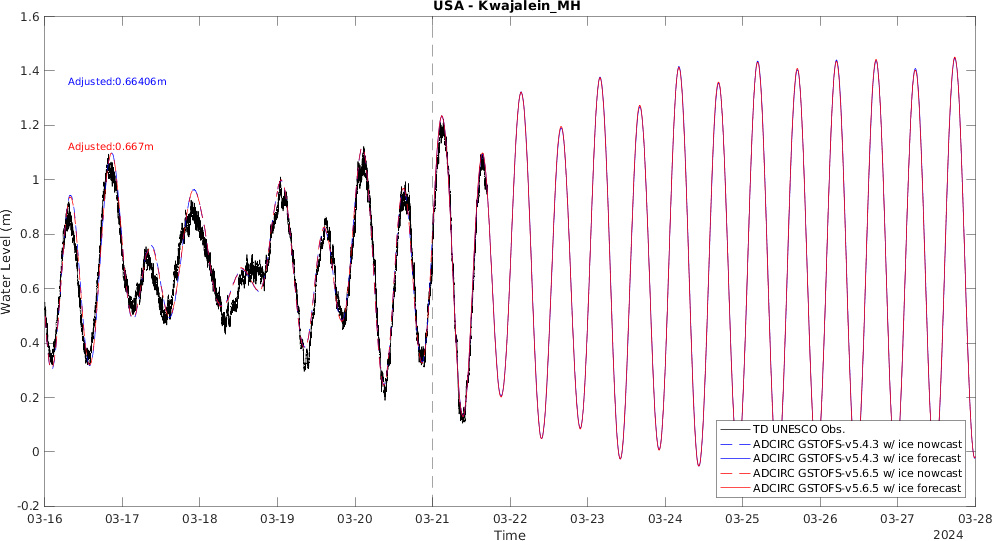 USA - Kwajalein_MH
1.6
1.4
1.2
1
0.8
0.6
0.4
0.2
0
-0.2
Water Level (m)
Adjusted:0.66406m
Adjusted:0.667m
TD UNESCO Obs.
ADCIRC GSTOFS-v5.4.3 w/ ice nowcast
ADCIRC GSTOFS-v5.4.3 w/ ice forecast
ADCIRC GSTOFS-v5.6.5 w/ ice nowcast
ADCIRC GSTOFS-v5.6.5 w/ ice forecast
03-16 03-17 03-18 03-19 03-20 03-21 03-22 03-23 03-24 03-25 03-26 03-27 03-28
Time
2024